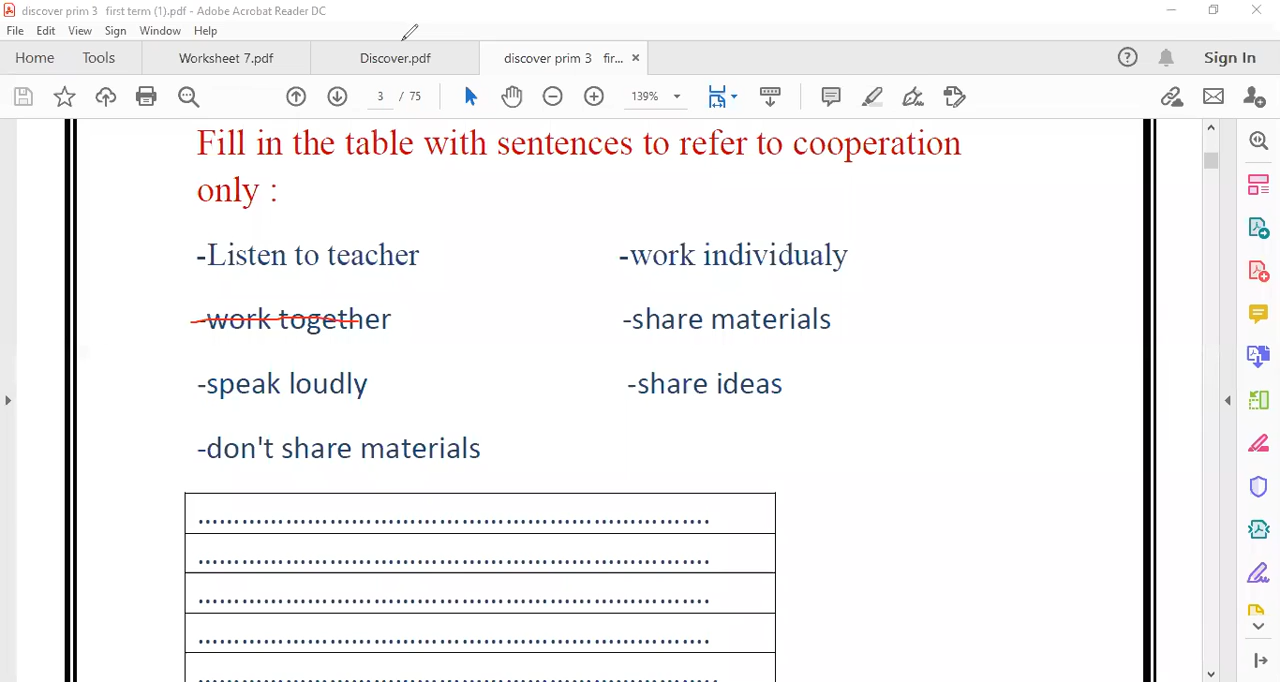 discover prim 3 first term (1).pdf - Adobe Acrobat Reader DC
File Edit View Sign Window Help
Home Tools Worksheet 7.pdf Discover.pdf discover prim 3 fir... × Sign In
3 / 75 139%
Fill in the table with sentences to refer to cooperation
only :
-Listen to teacher -work individualy
-work together -share materials
-speak loudly -share ideas
-don't share materials